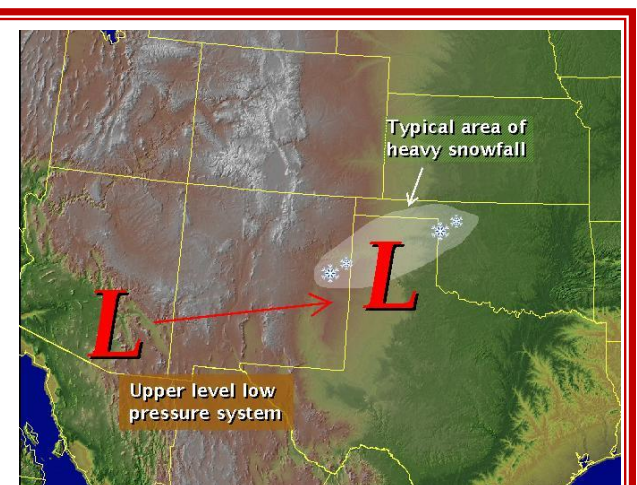 Typical area of
heavy snowfall
L
L
Upper level low
pressure system